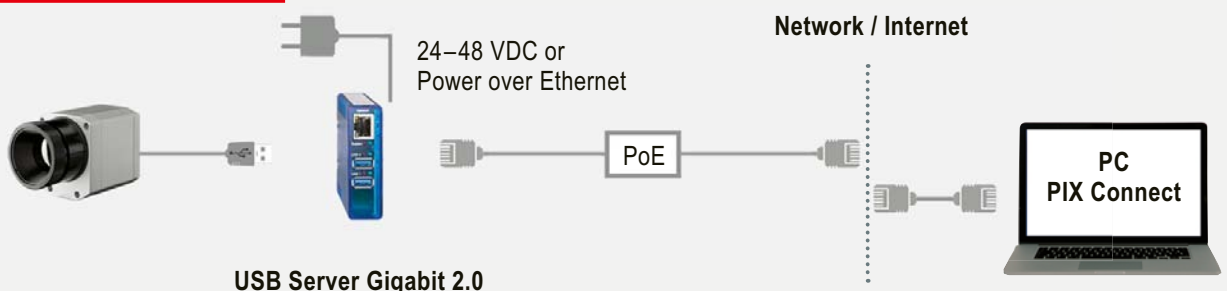 Network / Internet
24–48 VDC or
Power over Ethernet
PoE
PC
PIX Connect
USB Server Gigabit 2.0